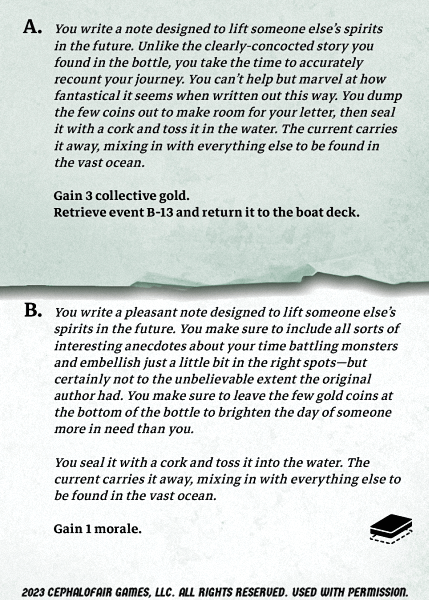 A. You write a note designed to lift someone else's spirits
in the future. Unlike the clearly-concocted story you
found in the bottle, you take the time to accurately
recount your journey. You can't help but marvel at how
fantastical it seems when written out this way. You dump
the few coins out to make room for your letter, then seal
it with a cork and toss it in the water. The current carries
it away, mixing in with everything else to be found in
the vast ocean.
Gain 3 collective gold.
Retrieve event B-13 and return it to the boat deck.
B. You write a pleasant note designed to lift someone else's
spirits in the future. You make sure to include all sorts of
interesting anecdotes about your time battling monsters
and embellish just a little bit in the right spots—but
certainly not to the unbelievable extent the original
author had. You make sure to leave the few gold coins at
the bottom of the bottle to brighten the day of someone
more in need than you.
You seal it with a cork and toss it into the water. The
current carries it away, mixing in with everything else to
be found in the vast ocean.
Gain 1 morale.
2023 CEPHALOFAIR GAMES, LLC. ALL RIGHTS RESERVED. USED WITH PERMISSION.